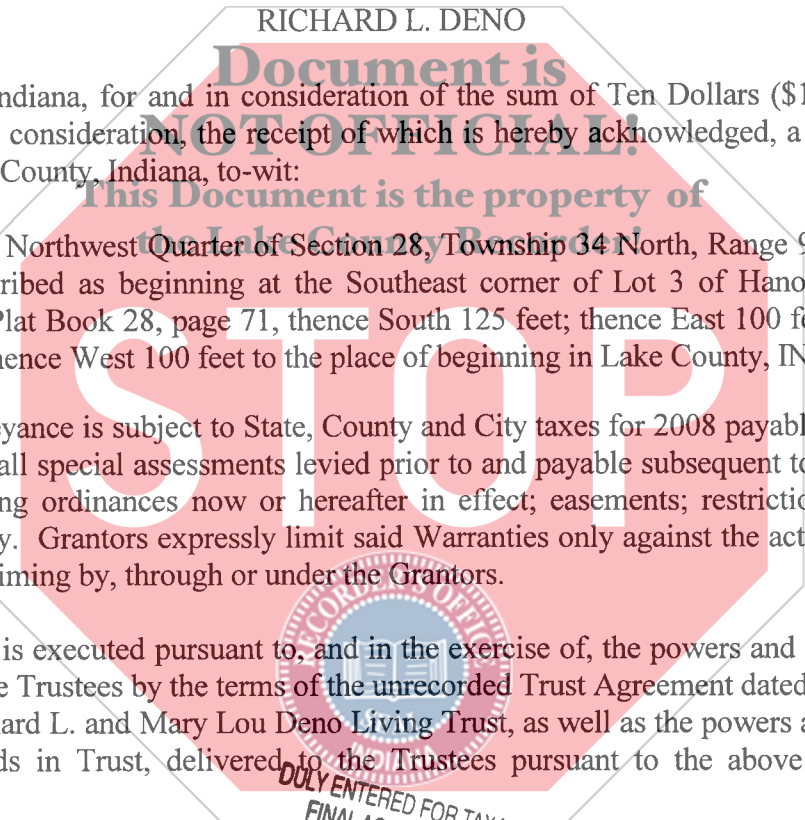 RICHARD L. DENO
Document is
ndiana, for and in consideration of the sum of Ten Dollars ($1
consideration, the receipt of which is hereby acknowledged, a
NOT OFFICIAL!
County, Indiana, to-wit:
This Document is the property of
the Lake County Recorder!
Northwest Quarter of Section 28, Township 34 North, Range 9
ribed as beginning at the Southeast corner of Lot 3 of Hano
Plat Book 28, page 71, thence South 125 feet; thence East 100 fe
hence West 100 feet to the place of beginning in Lake County, IN
STOP
eyance is subject to State, County and City taxes for 2008 payabl
all special assessments levied prior to and payable subsequent to
ng ordinances now or hereafter in effect; easements; restrictio
y. Grantors expressly limit said Warranties only against the act
iming by, through or under the Grantors.
RECORDER'S OFFICE
is executed pursuant to, and in the exercise of, the powers and
e Trustees by the terms of the unrecorded Trust Agreement dated
ard L. and Mary Lou Deno Living Trust, as well as the powers a
ds in Trust, delivered to the Trustees pursuant to the above
INDIANA
DULY ENTERED FOR TAXA
FINAL AC